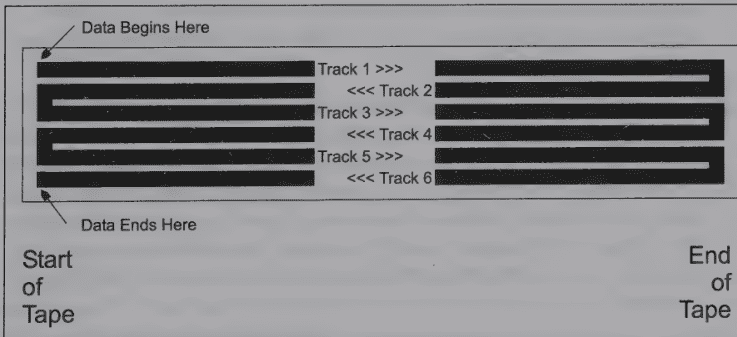 Data Begins Here
Track 1 >>>
<<< Track 2
Track 3 >>>
<<< Track 4
Track 5 >>>
<<< Track 6
Data Ends Here
Start
of
Tape
End
of
Tape